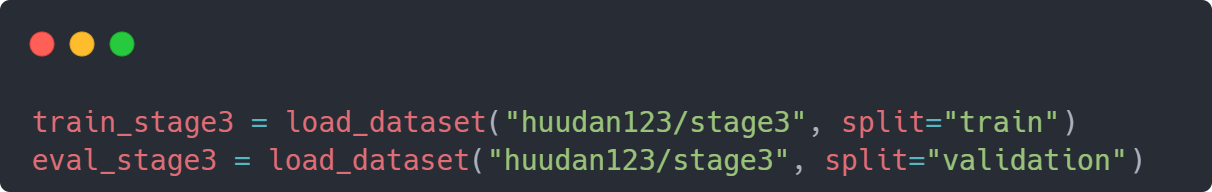 train_stage3 = load_dataset("huudan123/stage3", split="train")
eval_stage3 = load_dataset("huudan123/stage3", split="validation")